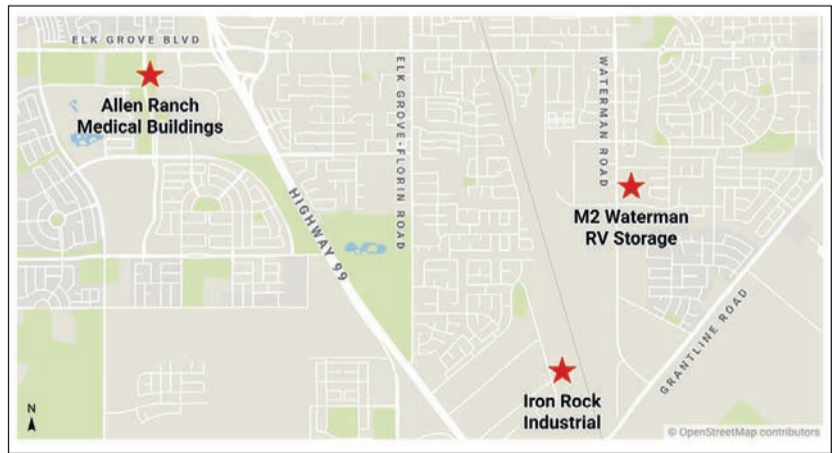 ELK GROVE BLVD
Allen Ranch
Medical Buildings
HIGHWAY 99
ELK GROVE-FLORIN ROAD
WATERMAN ROAD
M2 Waterman
RV Storage
GRANTLINE ROAD
Iron Rock
Industrial
N
© OpenStreetMap contributors